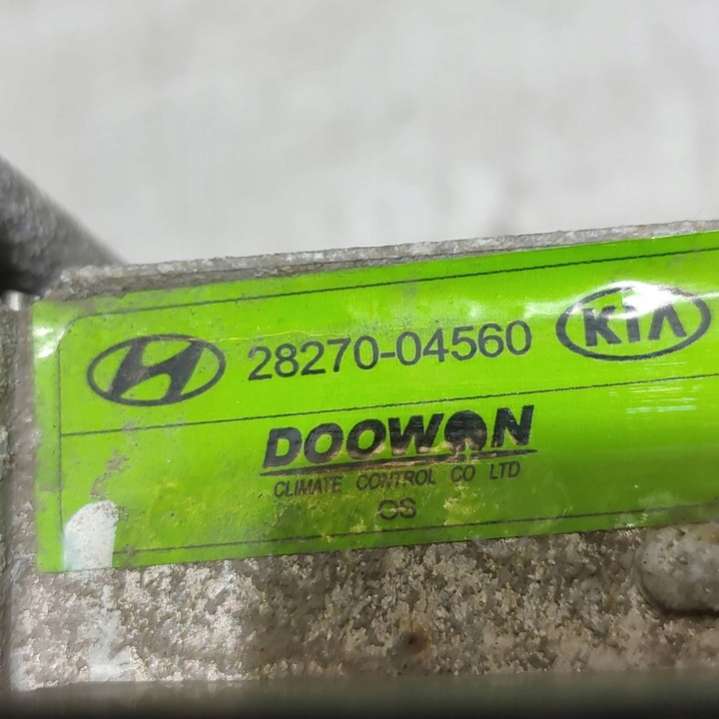 28270-04560 KIA
DOOWON
CLIMATE CONTROL CO LTD
GS